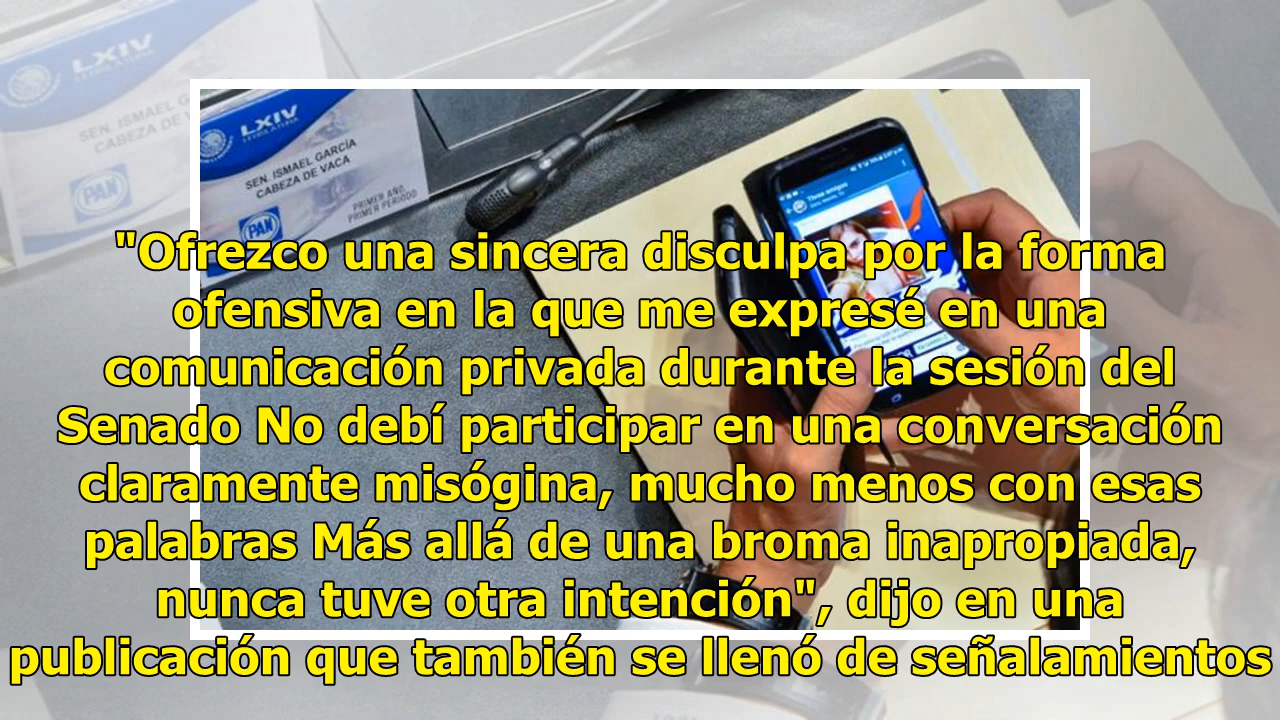 LXIV
LEGISLATURA
SEN. ISMAEL GARCÍA
CABEZA DE VACA
PAN
PRIMER AÑO
PRIMER PERIODO
Three amigos
"Ofrezco una sincera disculpa por la forma
ofensiva en la que me expresé en una
comunicación privada durante la sesión del
Senado No debí participar en una conversación
claramente misógina, mucho menos con esas
palabras Más allá de una broma inapropiada,
nunca tuve otra intención", dijo en una
publicación que también se llenó de señalamientos